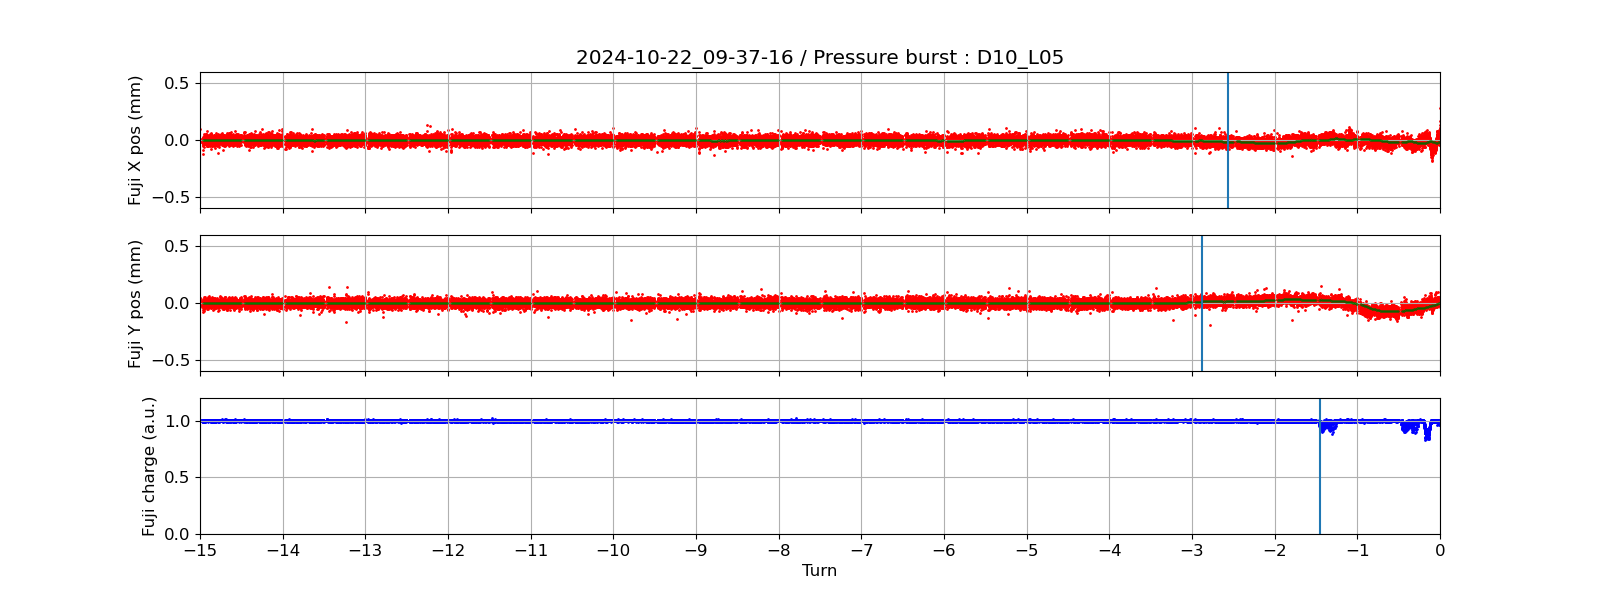 2024-10-22_09-37-16 / Pressure burst : D10_L05
Fuji X pos (mm)
0.5
0.0
−0.5
Fuji Y pos (mm)
0.5
0.0
−0.5
Fuji charge (a.u.)
1.0
0.5
0.0
−15 −14 −13 −12 −11 −10 −9 −8 −7 −6 −5 −4 −3 −2 −1 0
Turn